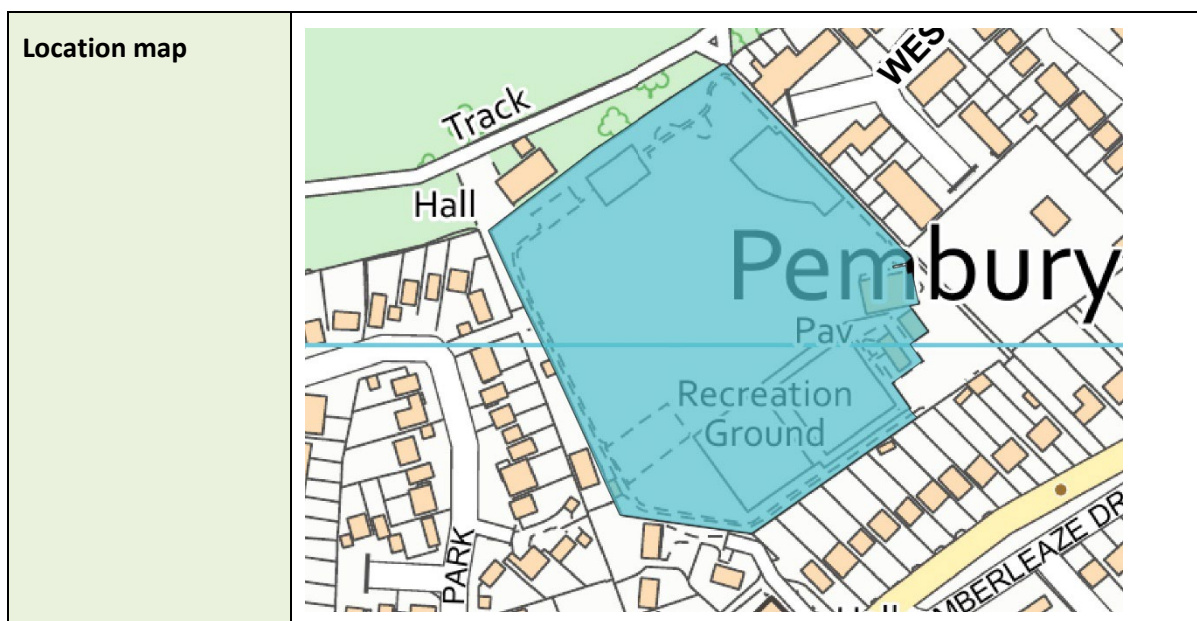 Location map
WES
Track
Hall
Pembury
Pav
Recreation
Ground
PARK
MBERLEAZE DR
Hall